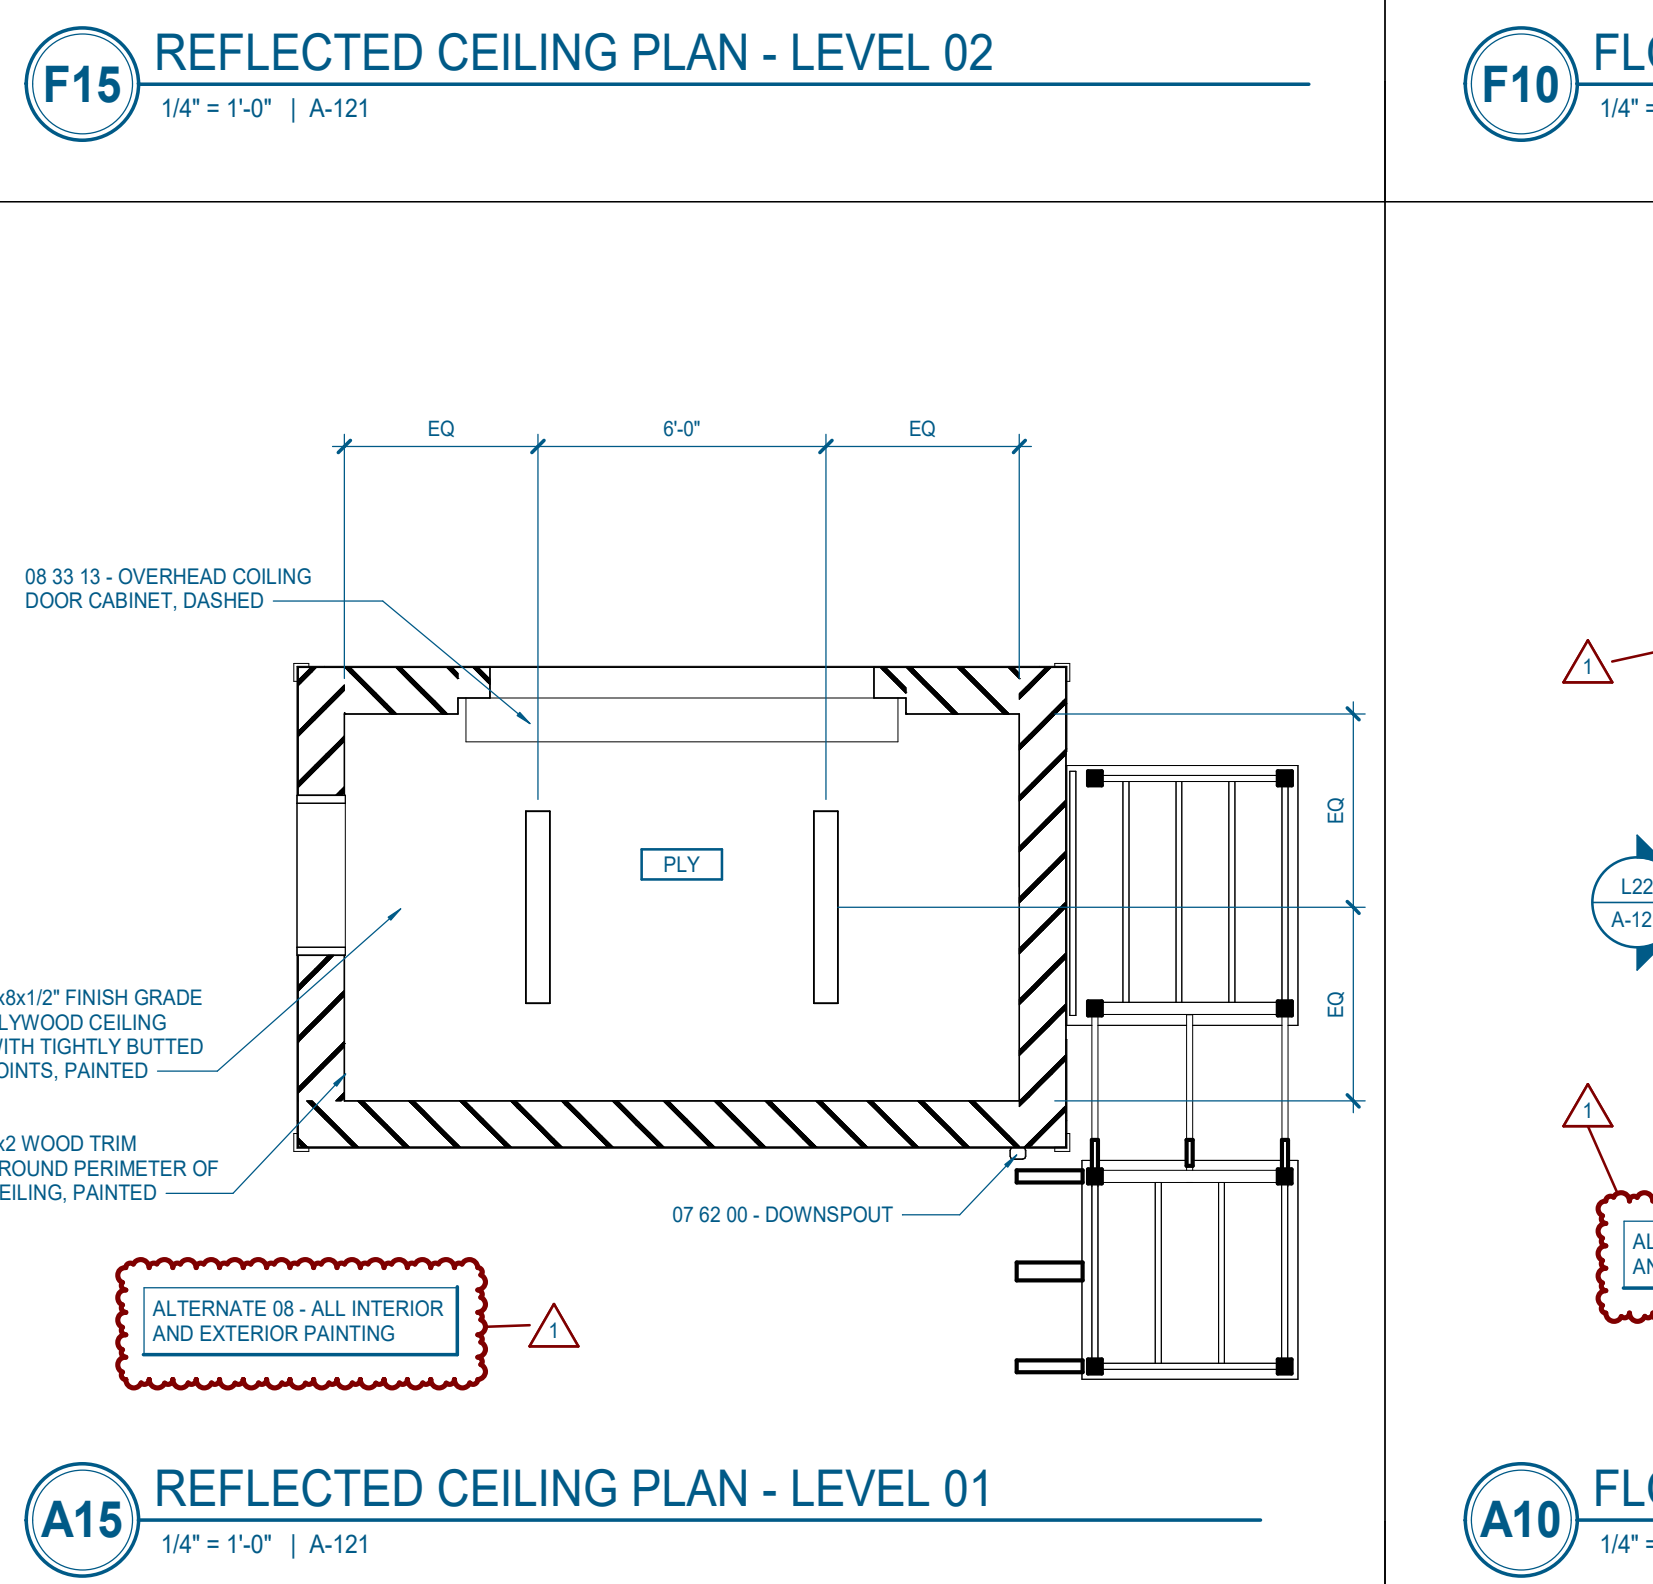 F15
REFLECTED CEILING PLAN - LEVEL 02
1/4" = 1'-0" | A-121
F10
1/4" =
EQ
6'-0"
EQ
08 33 13 - OVERHEAD COILING
DOOR CABINET, DASHED
1
EQ
PLY
L22
A-12
x8x1/2" FINISH GRADE
LYWOOD CEILING
WITH TIGHTLY BUTTED
OINTS, PAINTED
EQ
1
x2 WOOD TRIM
ROUND PERIMETER OF
EILING, PAINTED
07 62 00 - DOWNSPOUT
ALTERNATE 08 - ALL INTERIOR
AND EXTERIOR PAINTING
1
AL
AN
A15
REFLECTED CEILING PLAN - LEVEL 01
1/4" = 1'-0" | A-121
A10
1/4" =